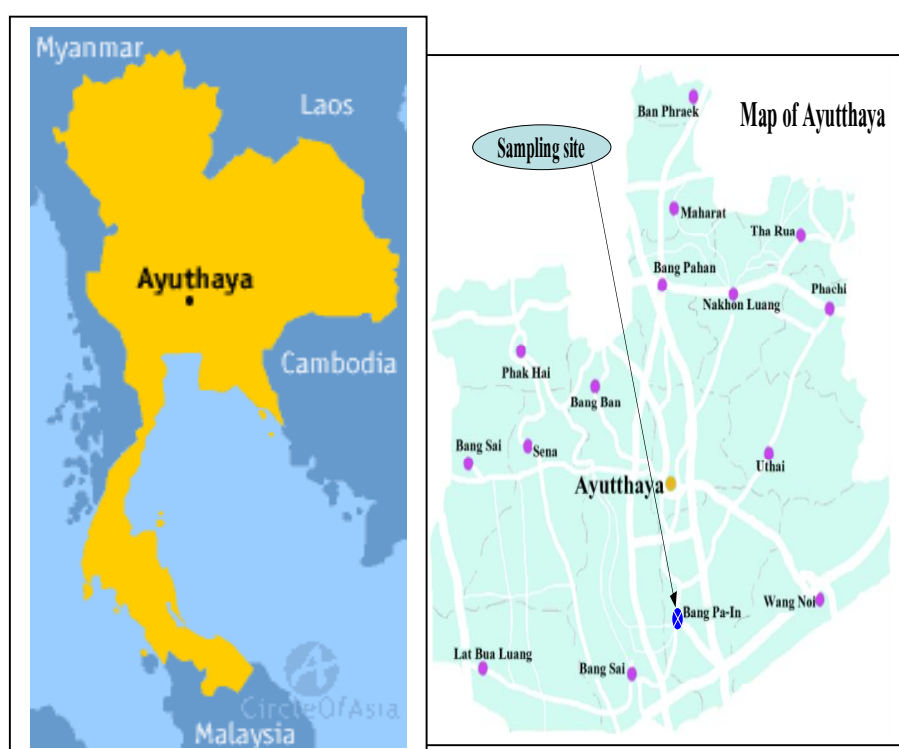 Myanmar
Laos
Ayuthaya
Cambodia
CircleOfAsia
Malaysia
Map of Ayutthaya
Sampling site
Ban Phraek
Maharat
Tha Rua
Bang Pahan
Phachi
Nakhon Luang
Phak Hai
Bang Ban
Bang Sai
Sena
Uthai
Ayutthaya
Wang Noi
Bang Pa-In
Lat Bua Luang
Bang Sai